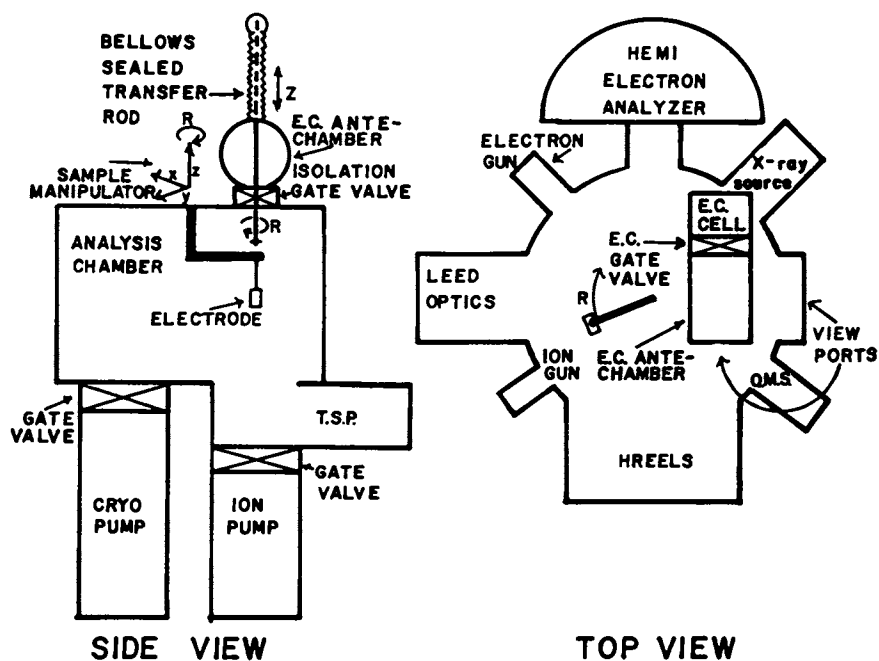 BELLOWS
SEALED
TRANSFER
ROD
Z
R
E.C. ANTE-
CHAMBER
ISOLATION
GATE VALVE
SAMPLE
MANIPULATOR
X
Z
Y
R
ANALYSIS
CHAMBER
ELECTRODE
GATE
VALVE
T.S.P.
GATE
VALVE
CRYO
PUMP
ION
PUMP
SIDE VIEW
HEMI
ELECTRON
ANALYZER
ELECTRON
GUN
X-ray
source
E.C.
CELL
E.C.
GATE
VALVE
LEED
OPTICS
R
VIEW
PORTS
ION
GUN
E.C. ANTE-
CHAMBER
Q.M.S.
HREELS
TOP VIEW